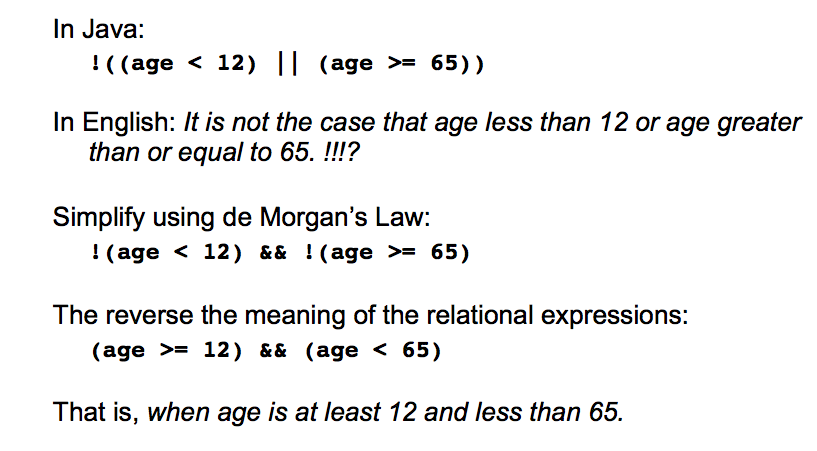 In Java:
!((age < 12) || (age >= 65))
In English: It is not the case that age less than 12 or age greater
than or equal to 65. !!!?
Simplify using de Morgan’s Law:
!(age < 12) && !(age >= 65)
The reverse the meaning of the relational expressions:
(age >= 12) && (age < 65)
That is, when age is at least 12 and less than 65.